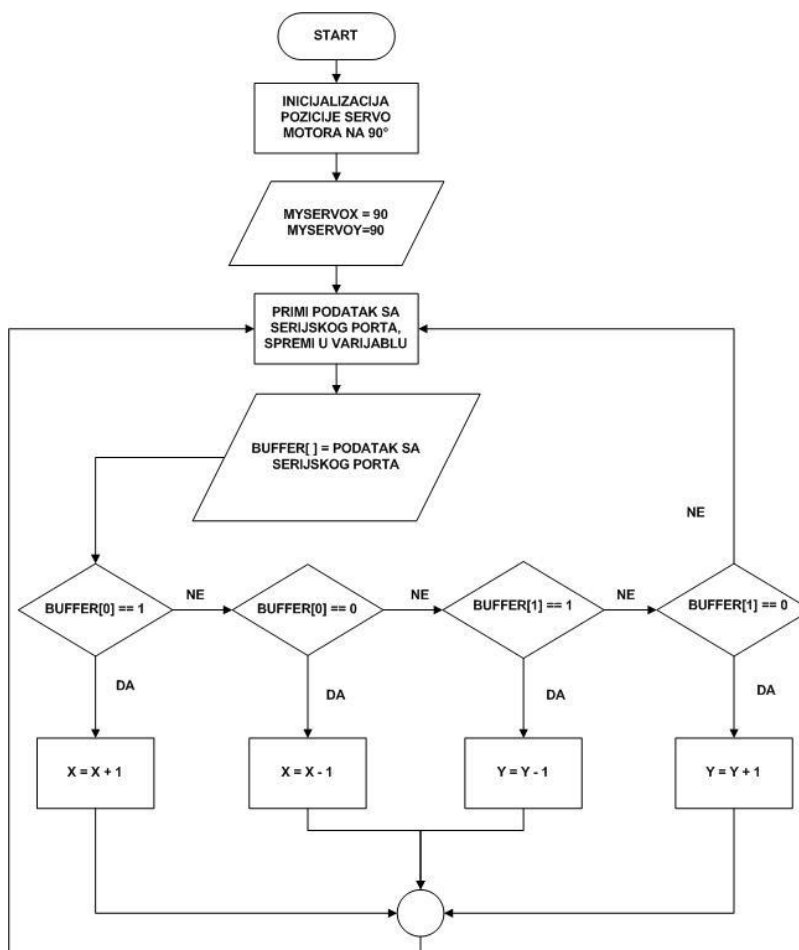 START
INICIJALIZACIJA
POZICIJE SERVO
MOTORA NA 90°
MYSERVOX = 90
MYSERVOY=90
PRIMI PODATAK SA
SERIJSKOG PORTA,
SPREMI U VARIJABLU
BUFFER[ ] = PODATAK SA
SERIJSKOG PORTA
NE
BUFFER[0] == 1
NE
BUFFER[0] == 0
NE
BUFFER[1] == 1
NE
BUFFER[1] == 0
DA
DA
DA
DA
X = X + 1
X = X - 1
Y = Y - 1
Y = Y + 1